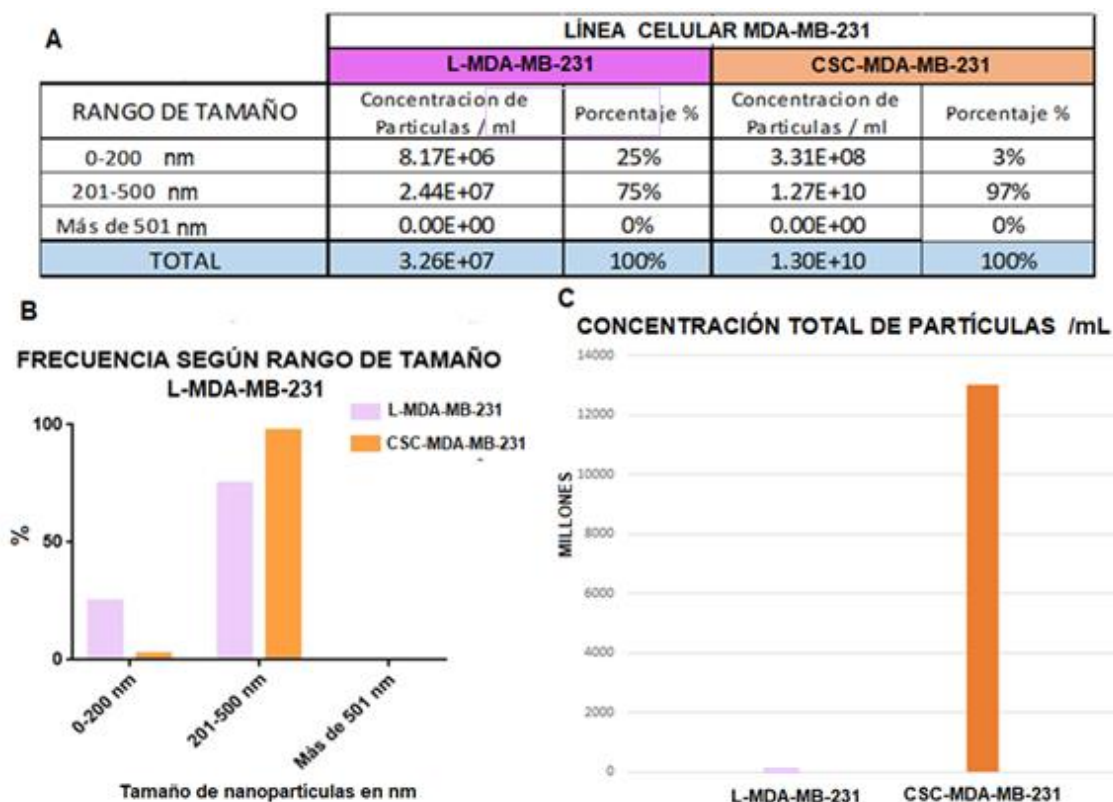 A
LÍNEA CELULAR MDA-MB-231
L-MDA-MB-231 CSC-MDA-MB-231
RANGO DE TAMAÑO Concentracion de Particulas / ml Porcentaje % Concentracion de Particulas / ml Porcentaje %
0-200 nm 8.17E+06 25% 3.31E+08 3%
201-500 nm 2.44E+07 75% 1.27E+10 97%
Más de 501 nm 0.00E+00 0% 0.00E+00 0%
TOTAL 3.26E+07 100% 1.30E+10 100%
B
FRECUENCIA SEGÚN RANGO DE TAMAÑO
L-MDA-MB-231
L-MDA-MB-231
CSC-MDA-MB-231
100
50
0
%
0-200 nm
201-500 nm
Más de 501 nm
Tamaño de nanoparticulas en nm
C
CONCENTRACIÓN TOTAL DE PARTÍCULAS /mL
14000
12000
10000
8000
6000
4000
2000
0
MILLONES
L-MDA-MB-231
CSC-MDA-MB-231